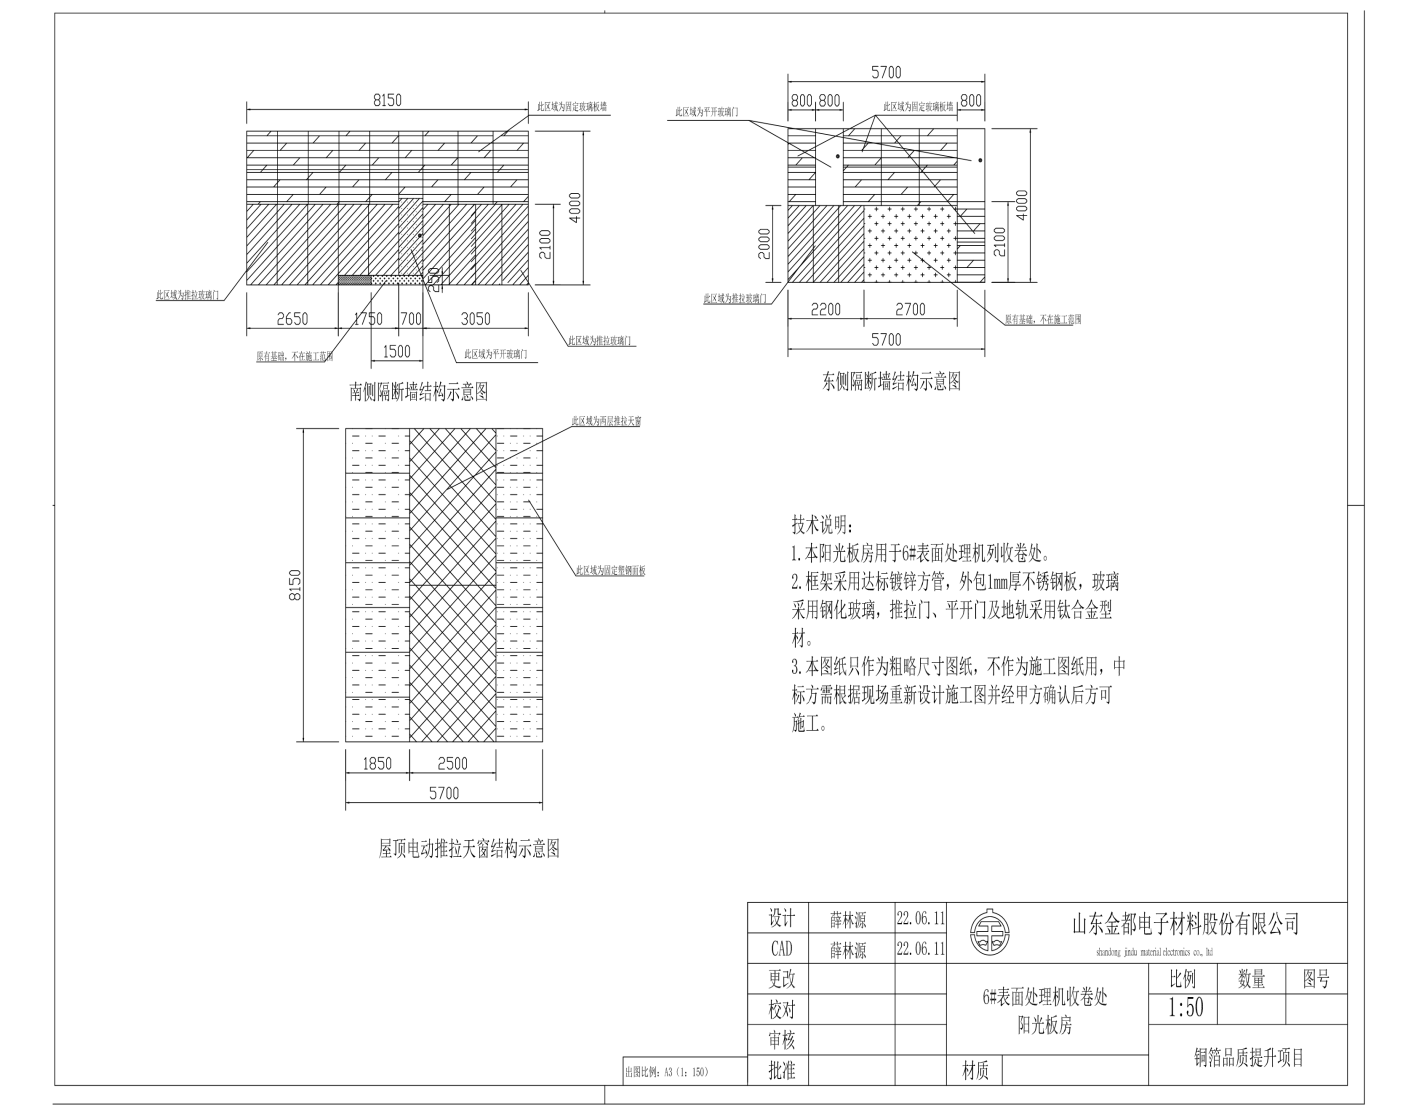 8150
此区域为固定玻璃板墙
4000
2100
250
此区域为推拉玻璃门
2650
1750
700
3050
此区域为推拉玻璃门
原有基础，不在施工范围
1500
此区域为平开玻璃门
南侧隔断墙结构示意图
5700
800
800
800
此区域为平开玻璃门
此区域为固定玻璃板墙
2000
4000
2100
此区域为推拉玻璃门
2200
2700
原有基础，不在施工范围
5700
东侧隔断墙结构示意图
此区域为两层推拉天窗
8150
此区域为固定塑钢面板
1850
2500
5700
屋顶电动推拉天窗结构示意图
技术说明：
1.本阳光板房用于6#表面处理机列收卷处。
2.框架采用达标镀锌方管，外包1mm厚不锈钢板，玻璃
采用钢化玻璃，推拉门、平开门及地轨采用钛合金型
材。
3.本图纸只作为粗略尺寸图纸，不作为施工图纸用，中
标方需根据现场重新设计施工图并经甲方确认后方可
施工。
设计 薛林源 22.06.11
CAD 薛林源 22.06.11
更改
校对
审核
批准
山东金都电子材料股份有限公司
shandong jindu material electronics co., ltd
6#表面处理机收卷处
阳光板房
比例 数量 图号
1:50
铜箔品质提升项目
材质
出图比例：A3（1：150）